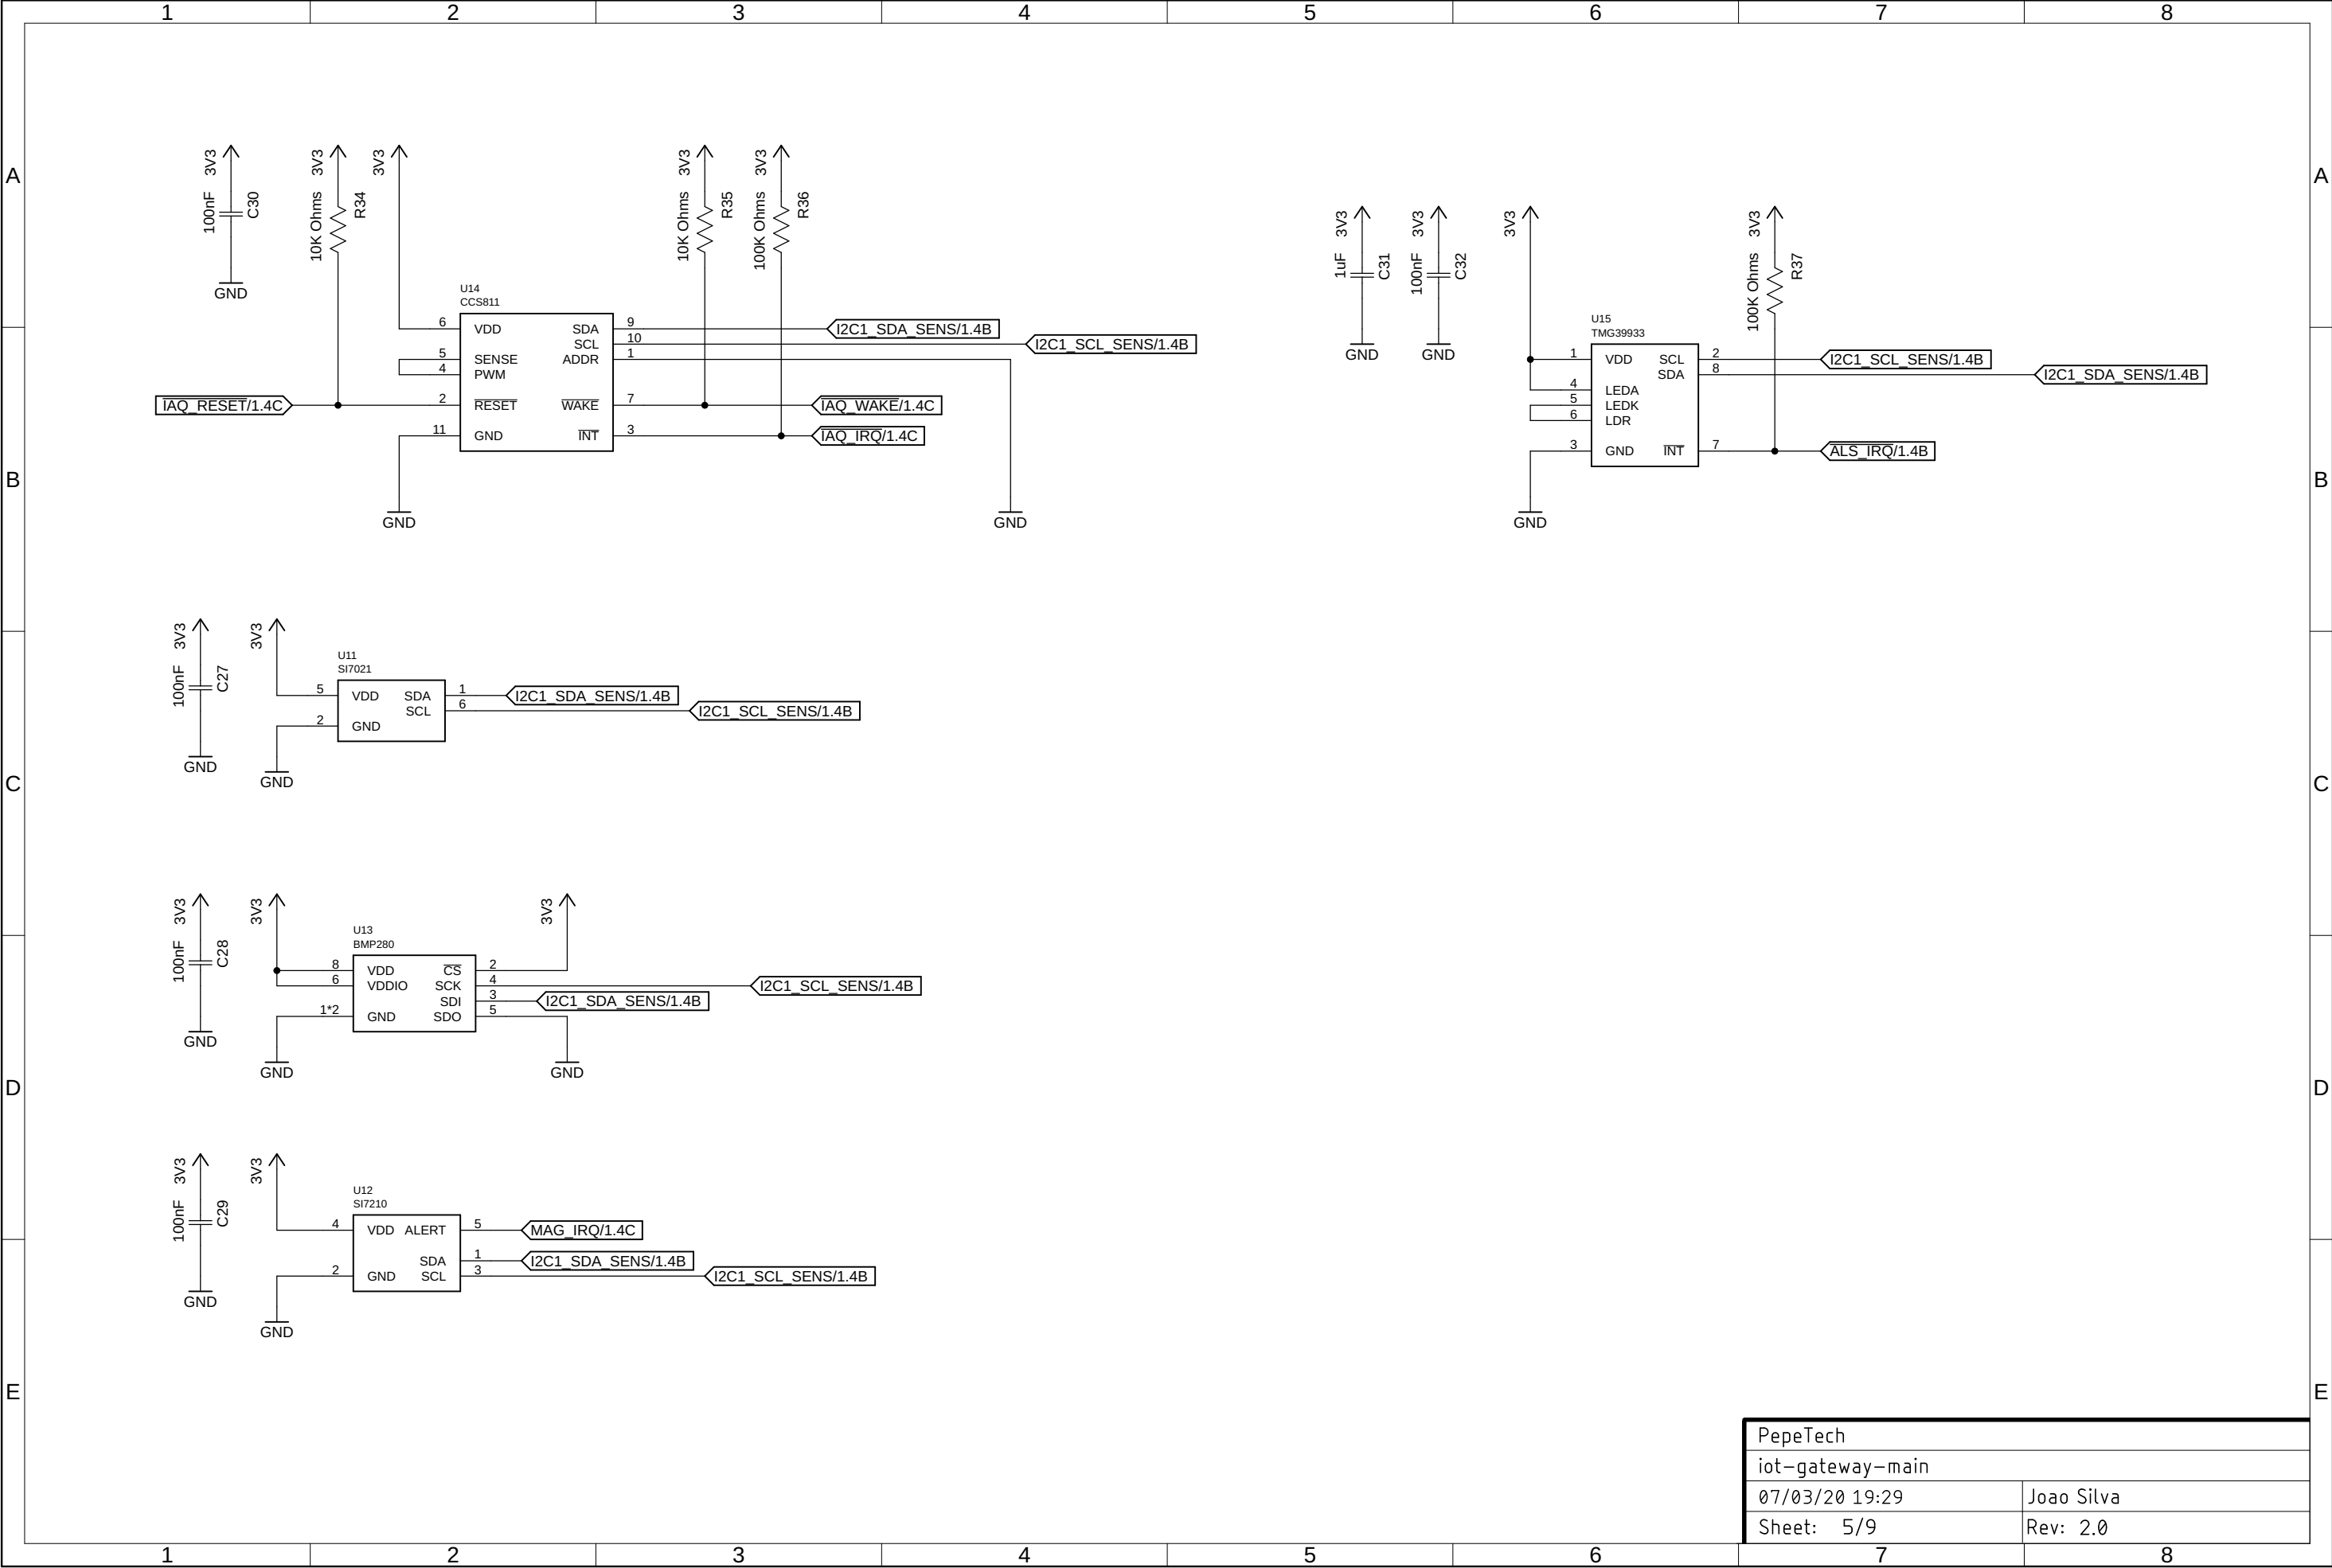 1 2 3 4 5 6 7 8
A A
3V3 3V3 3V3 3V3 3V3
100nF C30 10K Ohms R34 10K Ohms R35 100K Ohms R36
GND
U14
CCS811
6 VDD SDA 9 I2C1_SDA_SENS/1.4B
SCL 10 I2C1_SCL_SENS/1.4B
5 SENSE ADDR 1
4 PWM
IAQ_RESET/1.4C 2 RESET WAKE 7 IAQ_WAKE/1.4C
11 GND INT 3 IAQ_IRQ/1.4C
GND GND
3V3 3V3 3V3 3V3
1uF C31 100nF C32 100K Ohms R37
GND GND
U15
TMG39933
1 VDD SCL 2 I2C1_SCL_SENS/1.4B
SDA 8 I2C1_SDA_SENS/1.4B
4 LEDA
5 LEDK
6 LDR
3 GND INT 7 ALS_IRQ/1.4B
GND
B B
3V3 3V3
100nF C27
U11
SI7021
5 VDD SDA 1 I2C1_SDA_SENS/1.4B
SCL 6 I2C1_SCL_SENS/1.4B
2 GND
GND GND
C C
3V3 3V3 3V3
100nF C28
U13
BMP280
8 VDD CS 2
6 VDDIO SCK 4 I2C1_SCL_SENS/1.4B
SDI 3 I2C1_SDA_SENS/1.4B
1*2 GND SDO 5
GND GND GND
D D
3V3 3V3
100nF C29
U12
SI7210
4 VDD ALERT 5 MAG_IRQ/1.4C
SDA 1 I2C1_SDA_SENS/1.4B
2 GND SCL 3 I2C1_SCL_SENS/1.4B
GND GND
E E
PepeTech
iot-gateway-main
07/03/20 19:29 Joao Silva
Sheet: 5/9 Rev: 2.0
1 2 3 4 5 6 7 8